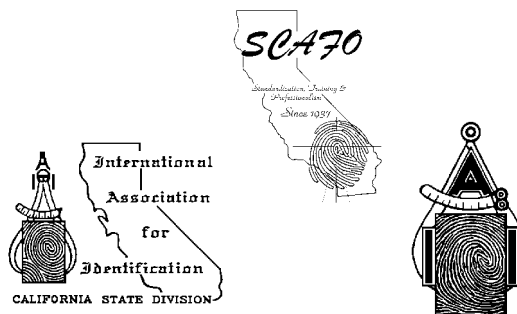 SCAFO
Standardization, Training &
Professionalism
Since 1937
International
Association
for
Identification
CALIFORNIA STATE DIVISION